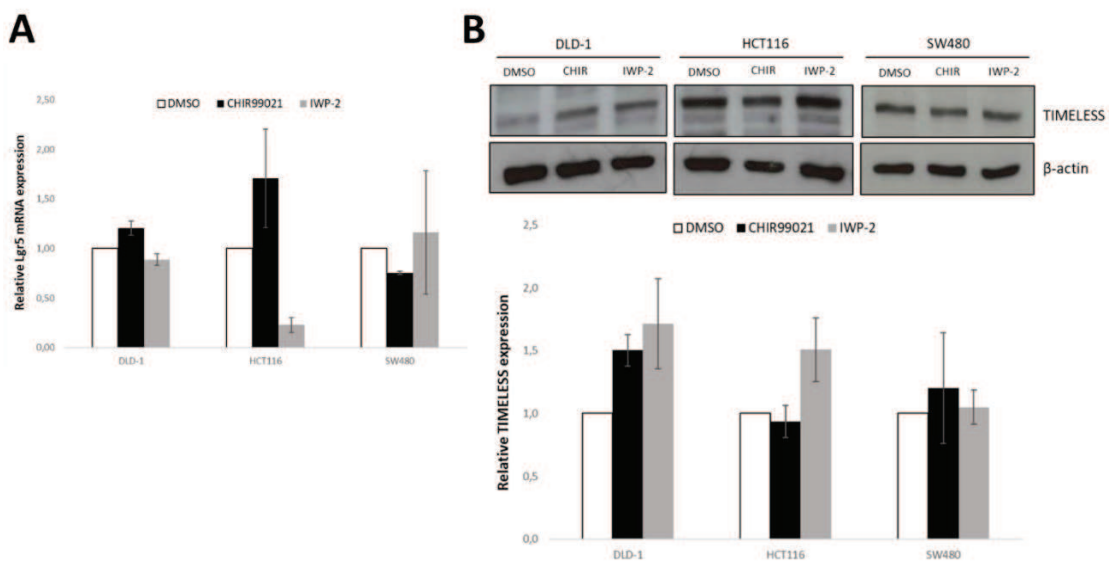 A
Relative Lgr5 mRNA expression
2,50
2,00
1,50
1,00
0,50
0,00
DMSO CHIR99021 IWP-2
DLD-1 HCT116 SW480
B
DLD-1 HCT116 SW480
DMSO CHIR IWP-2 DMSO CHIR IWP-2 DMSO CHIR IWP-2
TIMELESS
β-actin
Relative TIMELESS expression
2,5
2,0
1,5
1,0
0,5
0,0
DMSO CHIR99021 IWP-2
DLD-1 HCT116 SW480